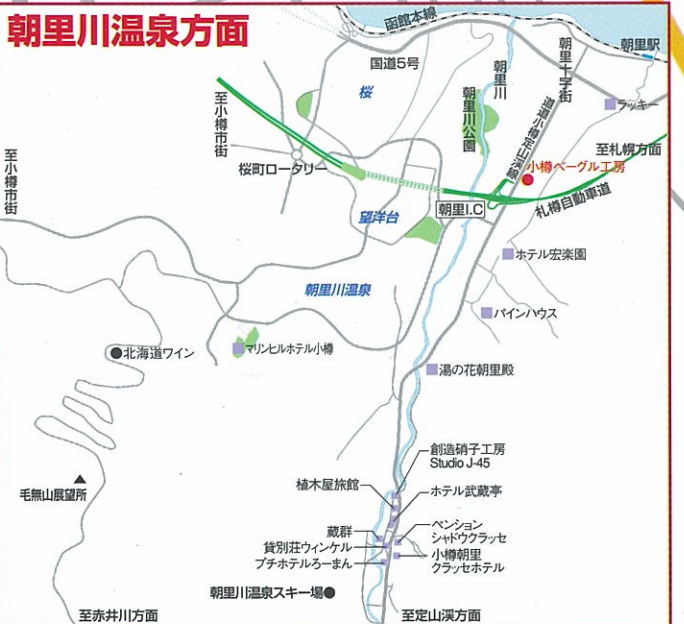 朝里川温泉方面
函館本線
朝里駅
国道5号
朝里川
朝里十字街
ラッキー
桜
朝里川公園
道道小樽定山渓線
至小樽市街
至札幌方面
小樽ベーグル工房
至小樽市街
桜町ロータリー
札樽自動車道
朝里I.C
望洋台
ホテル宏楽園
朝里川温泉
パインハウス
北海道ワイン
マリンヒルホテル小樽
湯の花朝里殿
創造硝子工房
Studio J-45
植木屋旅館
ホテル武蔵亭
毛無山展望所
蔵群
ペンション
シャドウクラッセ
貸別荘ウィンケル
小樽朝里
クラッセホテル
プチホテルろーまん
朝里川温泉スキー場
至赤井川方面
至定山渓方面